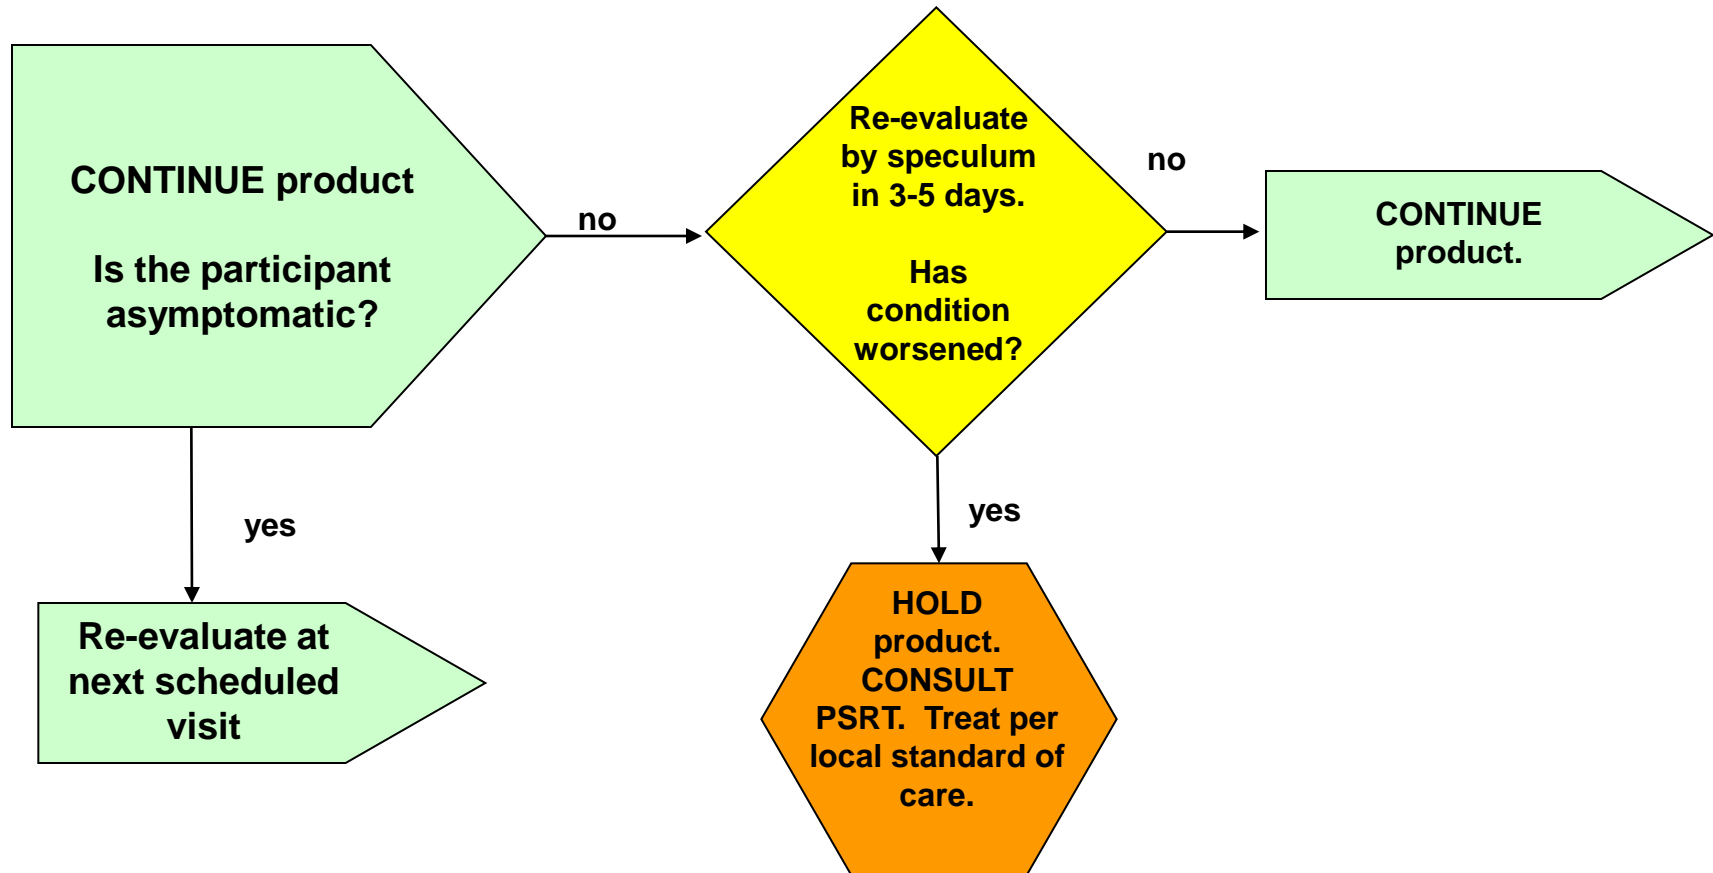 CONTINUE product
Is the participant
asymptomatic?
no
Re-evaluate
by speculum
in 3-5 days.
Has
condition
worsened?
no
CONTINUE
product.
yes
Re-evaluate at
next scheduled
visit
yes
HOLD
product.
CONSULT
PSRT.  Treat per
local standard of
care.